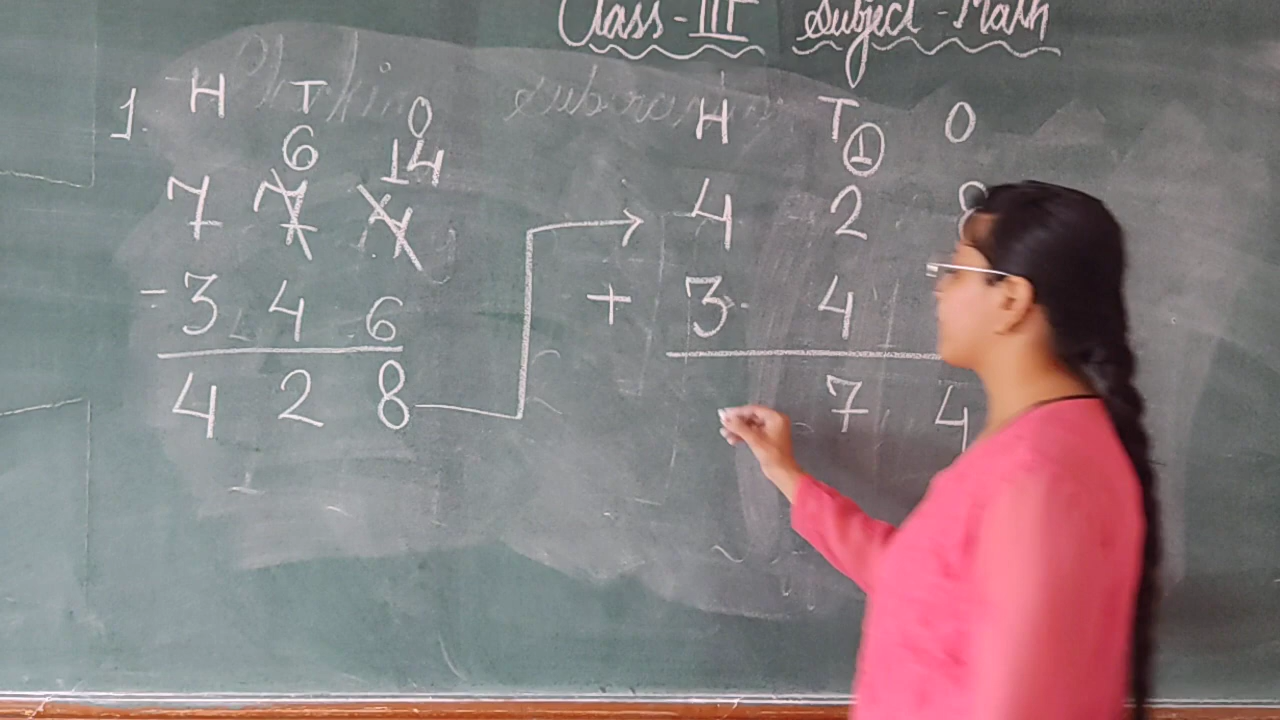 Class-III Subject-Math
1. H T O
6 14
7 7 4
- 3 4 6
4 2 8
H T O
1
4 2 8
+ 3 4
7 4